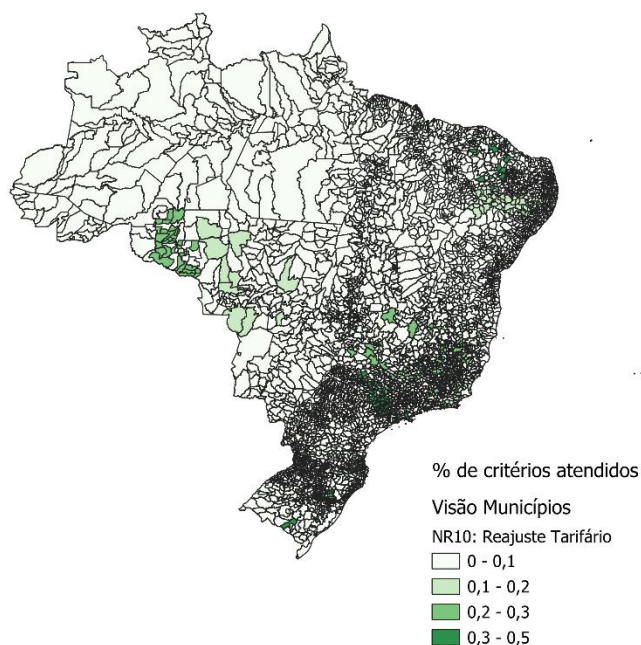 % de critérios atendidos
Visão Municípios
NR10: Reajuste Tarifário
0 - 0,1
0,1 - 0,2
0,2 - 0,3
0,3 - 0,5